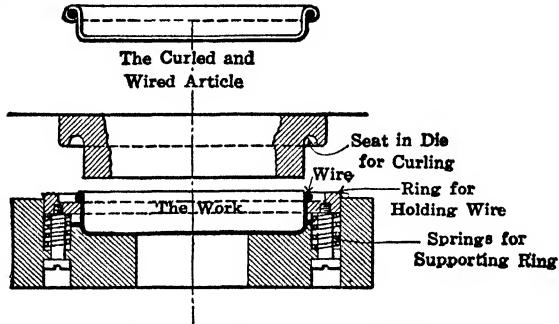 The Curled and
Wired Article
Seat in Die
for Curling
Wire
Ring for
Holding Wire
The Work
Springs for
Supporting Ring